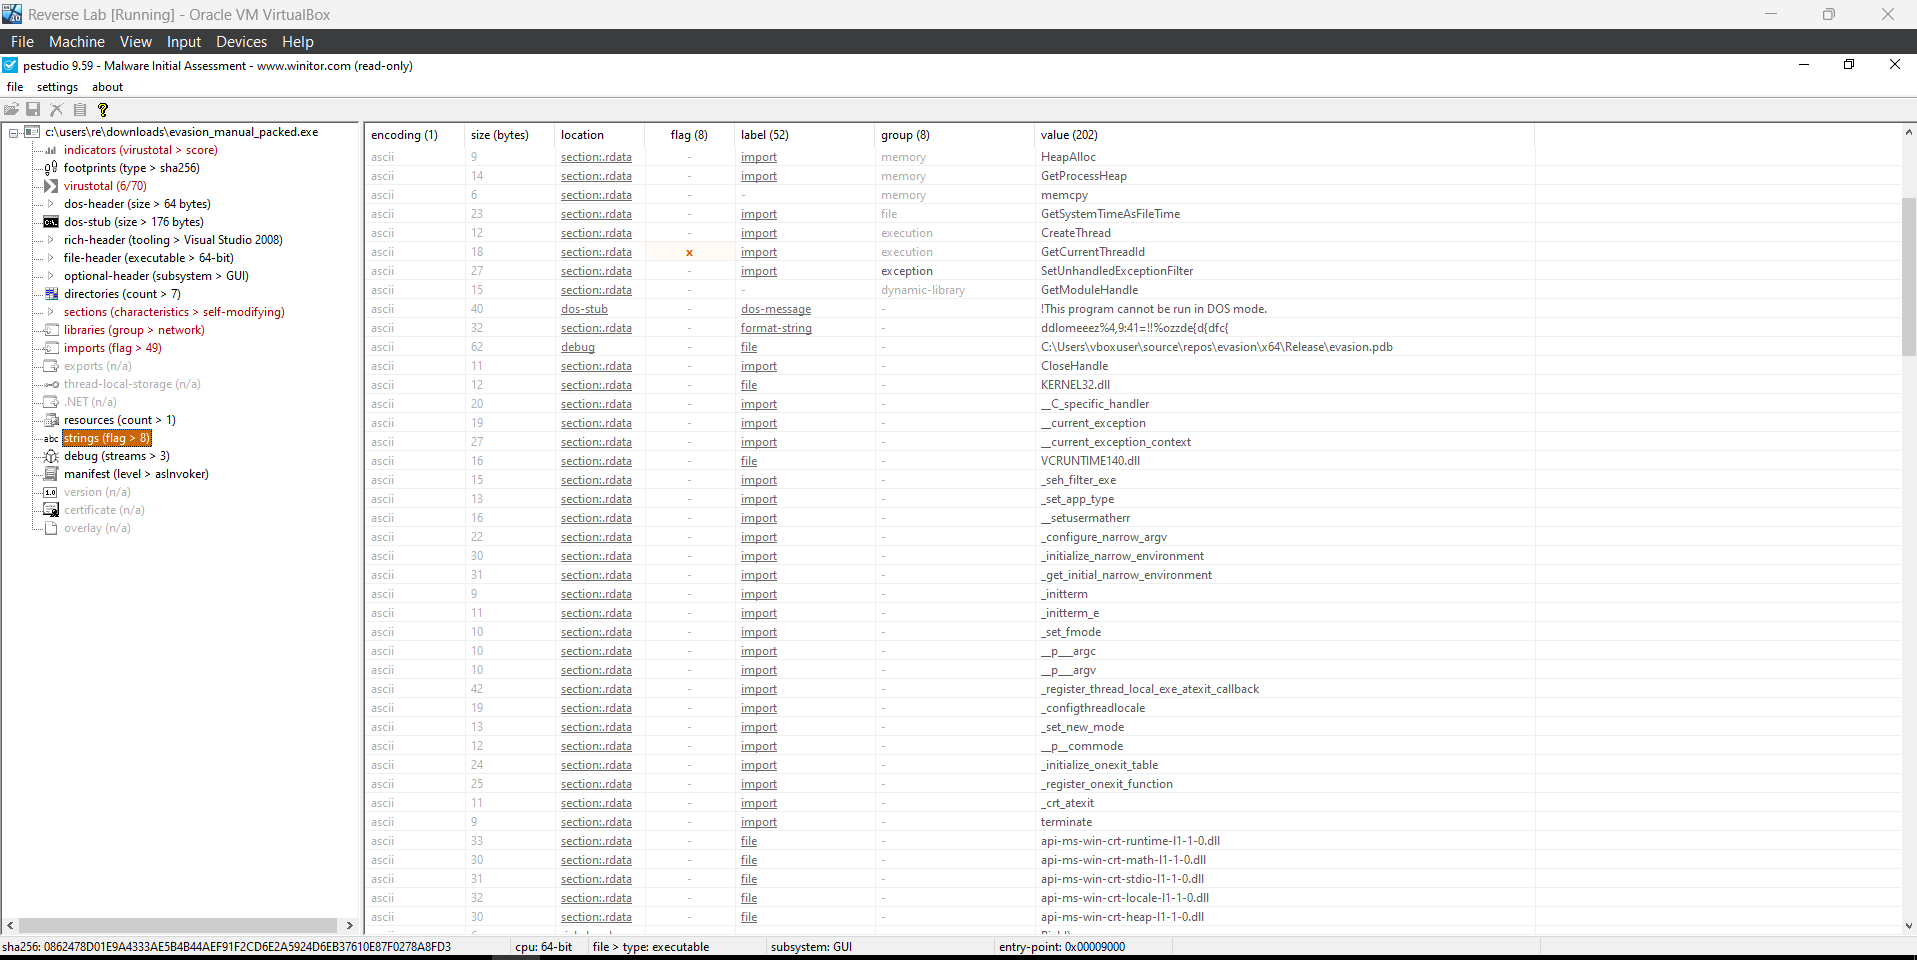 Reverse Lab [Running] - Oracle VM VirtualBox
File Machine View Input Devices Help
pestudio 9.59 - Malware Initial Assessment - www.winitor.com (read-only)
file settings about
c:\users\re\downloads\evasion_manual_packed.exe
indicators (virustotal > score)
footprints (type > sha256)
virustotal (6/70)
dos-header (size > 64 bytes)
dos-stub (size > 176 bytes)
rich-header (tooling > Visual Studio 2008)
file-header (executable > 64-bit)
optional-header (subsystem > GUI)
directories (count > 7)
sections (characteristics > self-modifying)
libraries (group > network)
imports (flag > 49)
exports (n/a)
thread-local-storage (n/a)
.NET (n/a)
resources (count > 1)
abc strings (flag > 8)
debug (streams > 3)
manifest (level > asInvoker)
1.0 version (n/a)
certificate (n/a)
overlay (n/a)
encoding (1) size (bytes) location flag (8) label (52) group (8) value (202)
ascii 9 section:.rdata - import memory HeapAlloc
ascii 14 section:.rdata - import memory GetProcessHeap
ascii 6 section:.rdata - - memory memcpy
ascii 23 section:.rdata - import file GetSystemTimeAsFileTime
ascii 12 section:.rdata - import execution CreateThread
ascii 18 section:.rdata x import execution GetCurrentThreadId
ascii 27 section:.rdata - import exception SetUnhandledExceptionFilter
ascii 15 section:.rdata - - dynamic-library GetModuleHandle
ascii 40 dos-stub - dos-message - !This program cannot be run in DOS mode.
ascii 32 section:.rdata - format-string - ddlomeeez%4,9:41=!!%ozzde{d{dfc{
ascii 62 debug - file - C:\Users\vboxuser\source\repos\evasion\x64\Release\evasion.pdb
ascii 11 section:.rdata - import - CloseHandle
ascii 12 section:.rdata - file - KERNEL32.dll
ascii 20 section:.rdata - import - __C_specific_handler
ascii 19 section:.rdata - import - __current_exception
ascii 27 section:.rdata - import - __current_exception_context
ascii 16 section:.rdata - file - VCRUNTIME140.dll
ascii 15 section:.rdata - import - _seh_filter_exe
ascii 13 section:.rdata - import - _set_app_type
ascii 16 section:.rdata - import - __setusermatherr
ascii 22 section:.rdata - import - _configure_narrow_argv
ascii 30 section:.rdata - import - _initialize_narrow_environment
ascii 31 section:.rdata - import - _get_initial_narrow_environment
ascii 9 section:.rdata - import - _initterm
ascii 11 section:.rdata - import - _initterm_e
ascii 10 section:.rdata - import - _set_fmode
ascii 10 section:.rdata - import - __p___argc
ascii 10 section:.rdata - import - __p___argv
ascii 42 section:.rdata - import - _register_thread_local_exe_atexit_callback
ascii 19 section:.rdata - import - _configthreadlocale
ascii 13 section:.rdata - import - _set_new_mode
ascii 12 section:.rdata - import - __p__commode
ascii 24 section:.rdata - import - _initialize_onexit_table
ascii 25 section:.rdata - import - _register_onexit_function
ascii 11 section:.rdata - import - _crt_atexit
ascii 9 section:.rdata - import - terminate
ascii 33 section:.rdata - file - api-ms-win-crt-runtime-l1-1-0.dll
ascii 30 section:.rdata - file - api-ms-win-crt-math-l1-1-0.dll
ascii 31 section:.rdata - file - api-ms-win-crt-stdio-l1-1-0.dll
ascii 32 section:.rdata - file - api-ms-win-crt-locale-l1-1-0.dll
ascii 30 section:.rdata - file - api-ms-win-crt-heap-l1-1-0.dll
sha256: 0862478D01E9A4333AE5B4B44AEF91F2CD6E2A5924D6EB37610E87F0278A8FD3 cpu: 64-bit file > type: executable subsystem: GUI entry-point: 0x00009000